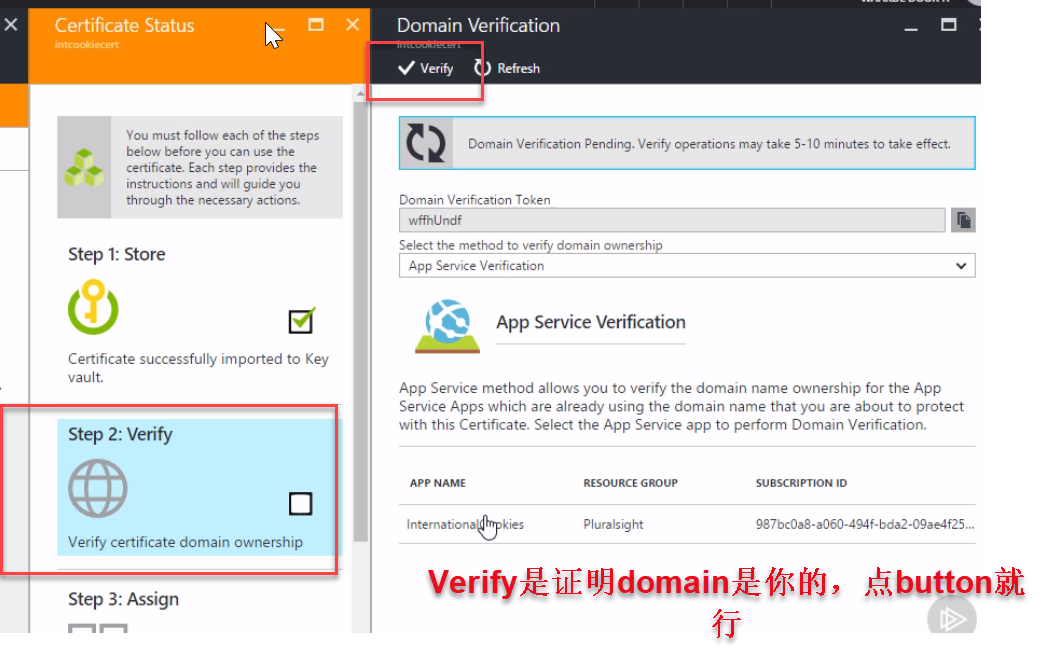 Certificate Status
intcookiecert
You must follow each of the steps
below before you can use the
certificate. Each step provides the
instructions and will guide you
through the necessary actions.
Step 1: Store
Certificate successfully imported to Key
vault.
Step 2: Verify
Verify certificate domain ownership
Step 3: Assign
Domain Verification
intcookiecert
Verify
Refresh
Domain Verification Pending. Verify operations may take 5-10 minutes to take effect.
Domain Verification Token
wffhUndf
Select the method to verify domain ownership
App Service Verification
App Service Verification
App Service method allows you to verify the domain name ownership for the App
Service Apps which are already using the domain name that you are about to protect
with this Certificate. Select the App Service app to perform Domain Verification.
APP NAME RESOURCE GROUP SUBSCRIPTION ID
Pluralsight 987bc0a8-a060-494f-bda2-09ae4f25...
Verify是证明domain是你的，点button就
行